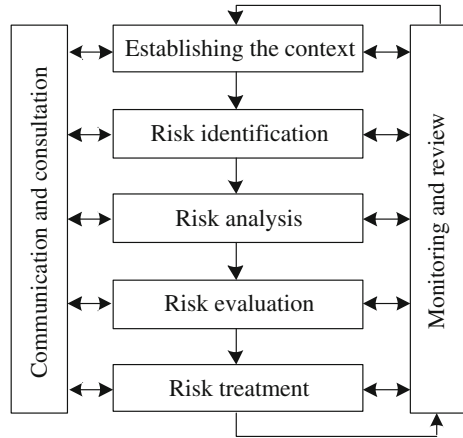 Communication and consultation
Establishing the context
Risk identification
Risk analysis
Risk evaluation
Risk treatment
Monitoring and review